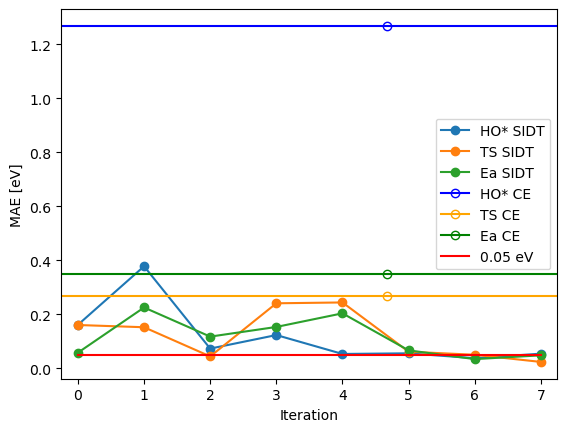 MAE [eV]
1.2
1.0
0.8
0.6
0.4
0.2
0.0
HO* SIDT
TS SIDT
Ea SIDT
HO* CE
TS CE
Ea CE
0.05 eV
0 1 2 3 4 5 6 7
Iteration